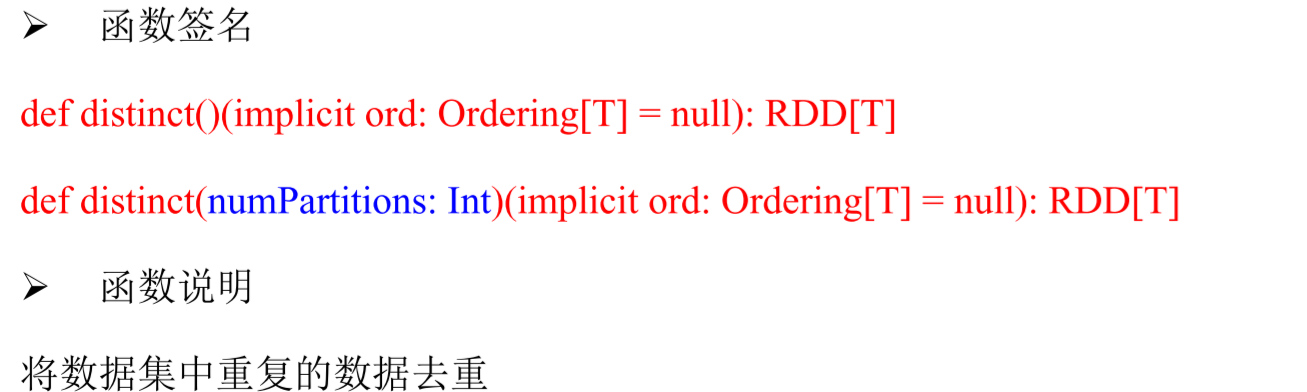 ➢ 函数签名
def distinct()(implicit ord: Ordering[T] = null): RDD[T]
def distinct(numPartitions: Int)(implicit ord: Ordering[T] = null): RDD[T]
➢ 函数说明
将数据集中重复的数据去重